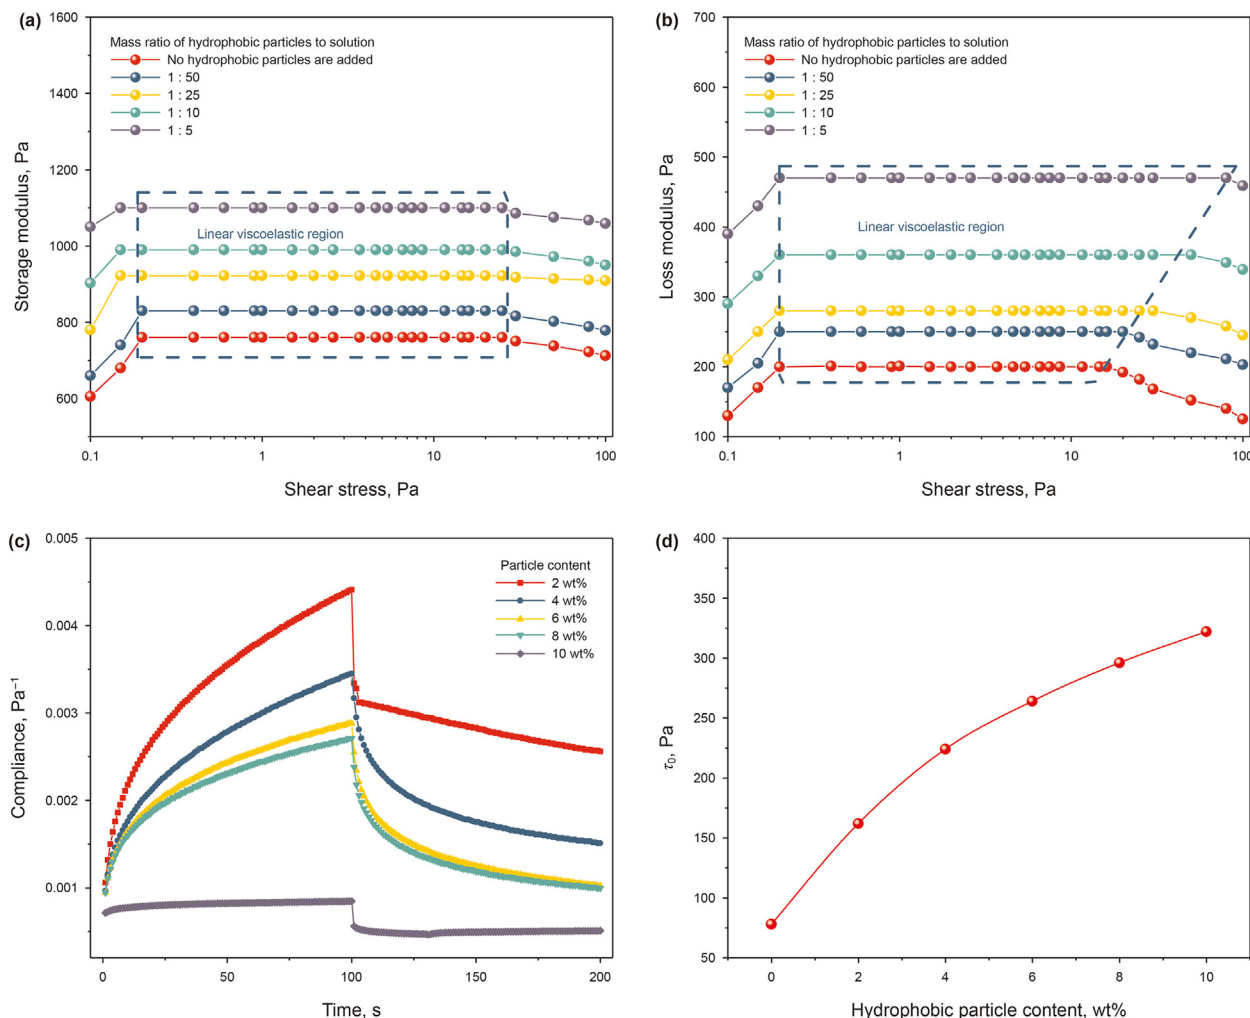 (a)
1600
1400
1200
1000
800
600
Storage modulus, Pa
Mass ratio of hydrophobic particles to solution
No hydrophobic particles are added
1 : 50
1 : 25
1 : 10
1 : 5
Linear viscoelastic region
0.1
1
10
100
Shear stress, Pa
(b)
700
600
500
400
300
200
100
Loss modulus, Pa
Mass ratio of hydrophobic particles to solution
No hydrophobic particles are added
1 : 50
1 : 25
1 : 10
1 : 5
Linear viscoelastic region
0.1
1
10
100
Shear stress, Pa
(c)
0.005
0.004
0.003
0.002
0.001
Compliance, Pa⁻¹
Particle content
2 wt%
4 wt%
6 wt%
8 wt%
10 wt%
0
50
100
150
200
Time, s
(d)
400
350
300
250
200
150
100
50
τ₀, Pa
0
2
4
6
8
10
Hydrophobic particle content, wt%